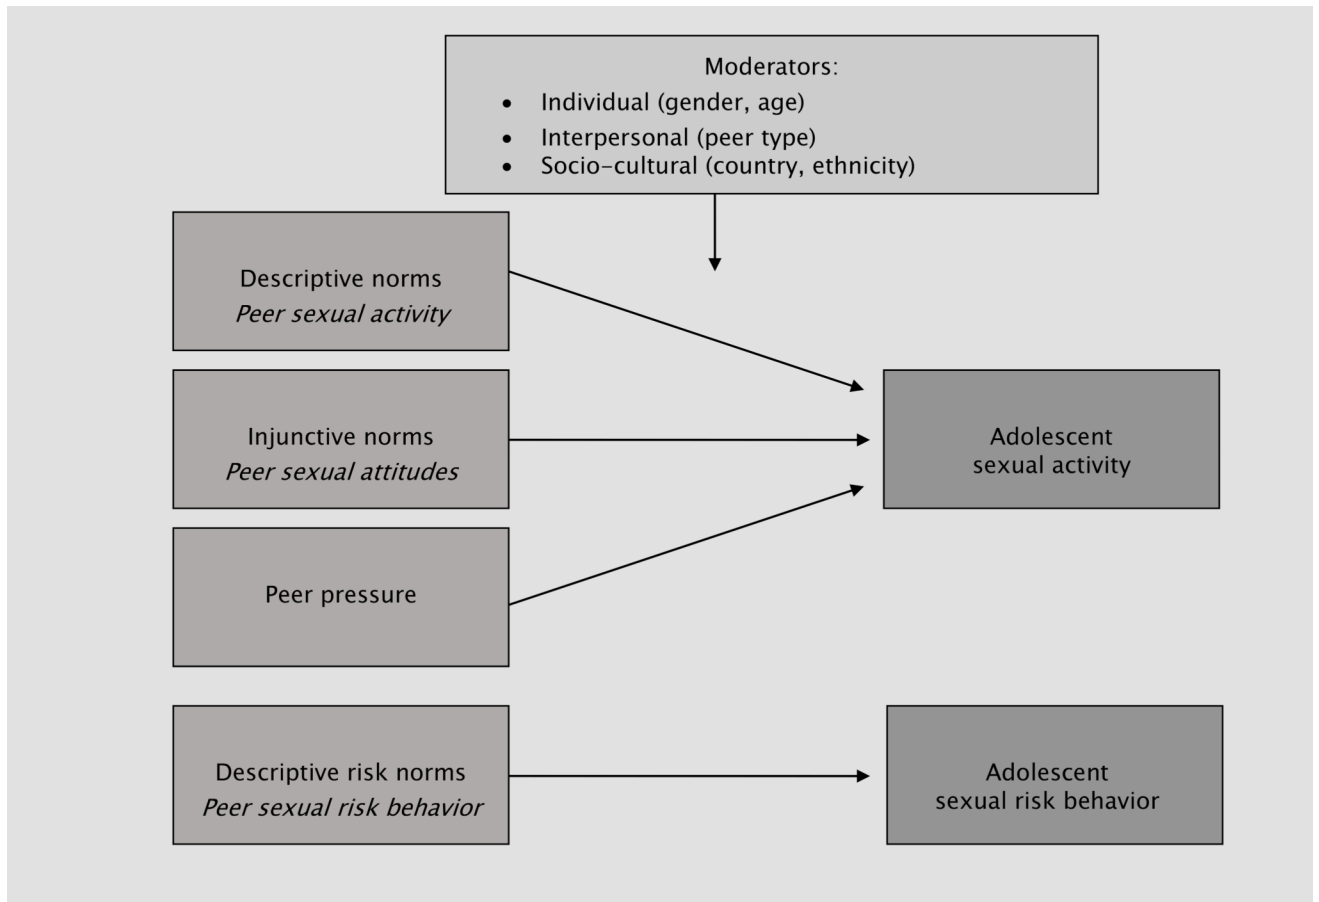 Moderators:
• Individual (gender, age)
• Interpersonal (peer type)
• Socio-cultural (country, ethnicity)
Descriptive norms
Peer sexual activity
Injunctive norms
Peer sexual attitudes
Adolescent
sexual activity
Peer pressure
Descriptive risk norms
Peer sexual risk behavior
Adolescent
sexual risk behavior